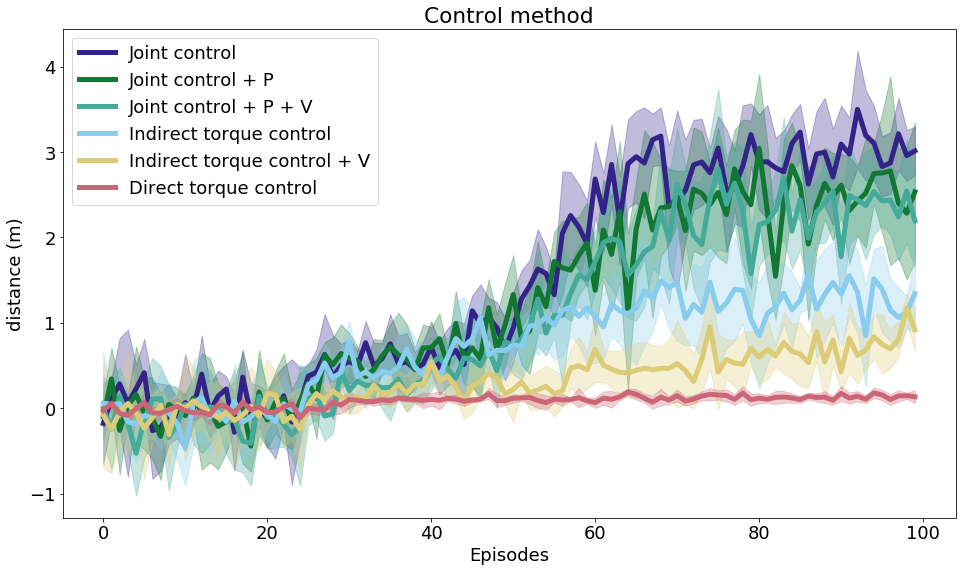 Control method
Joint control
Joint control + P
Joint control + P + V
Indirect torque control
Indirect torque control + V
Direct torque control
distance (m)
4
3
2
1
0
−1
0
20
40
60
80
100
Episodes